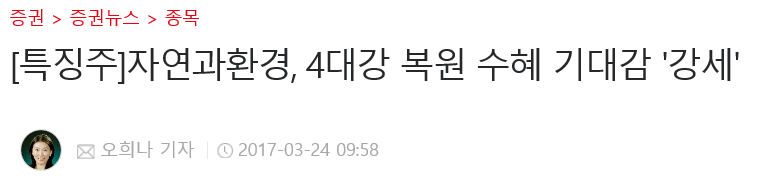 증권 > 증권뉴스 > 종목
[특징주]자연과환경, 4대강 복원 수혜 기대감 '강세'
오희나 기자 2017-03-24 09:58